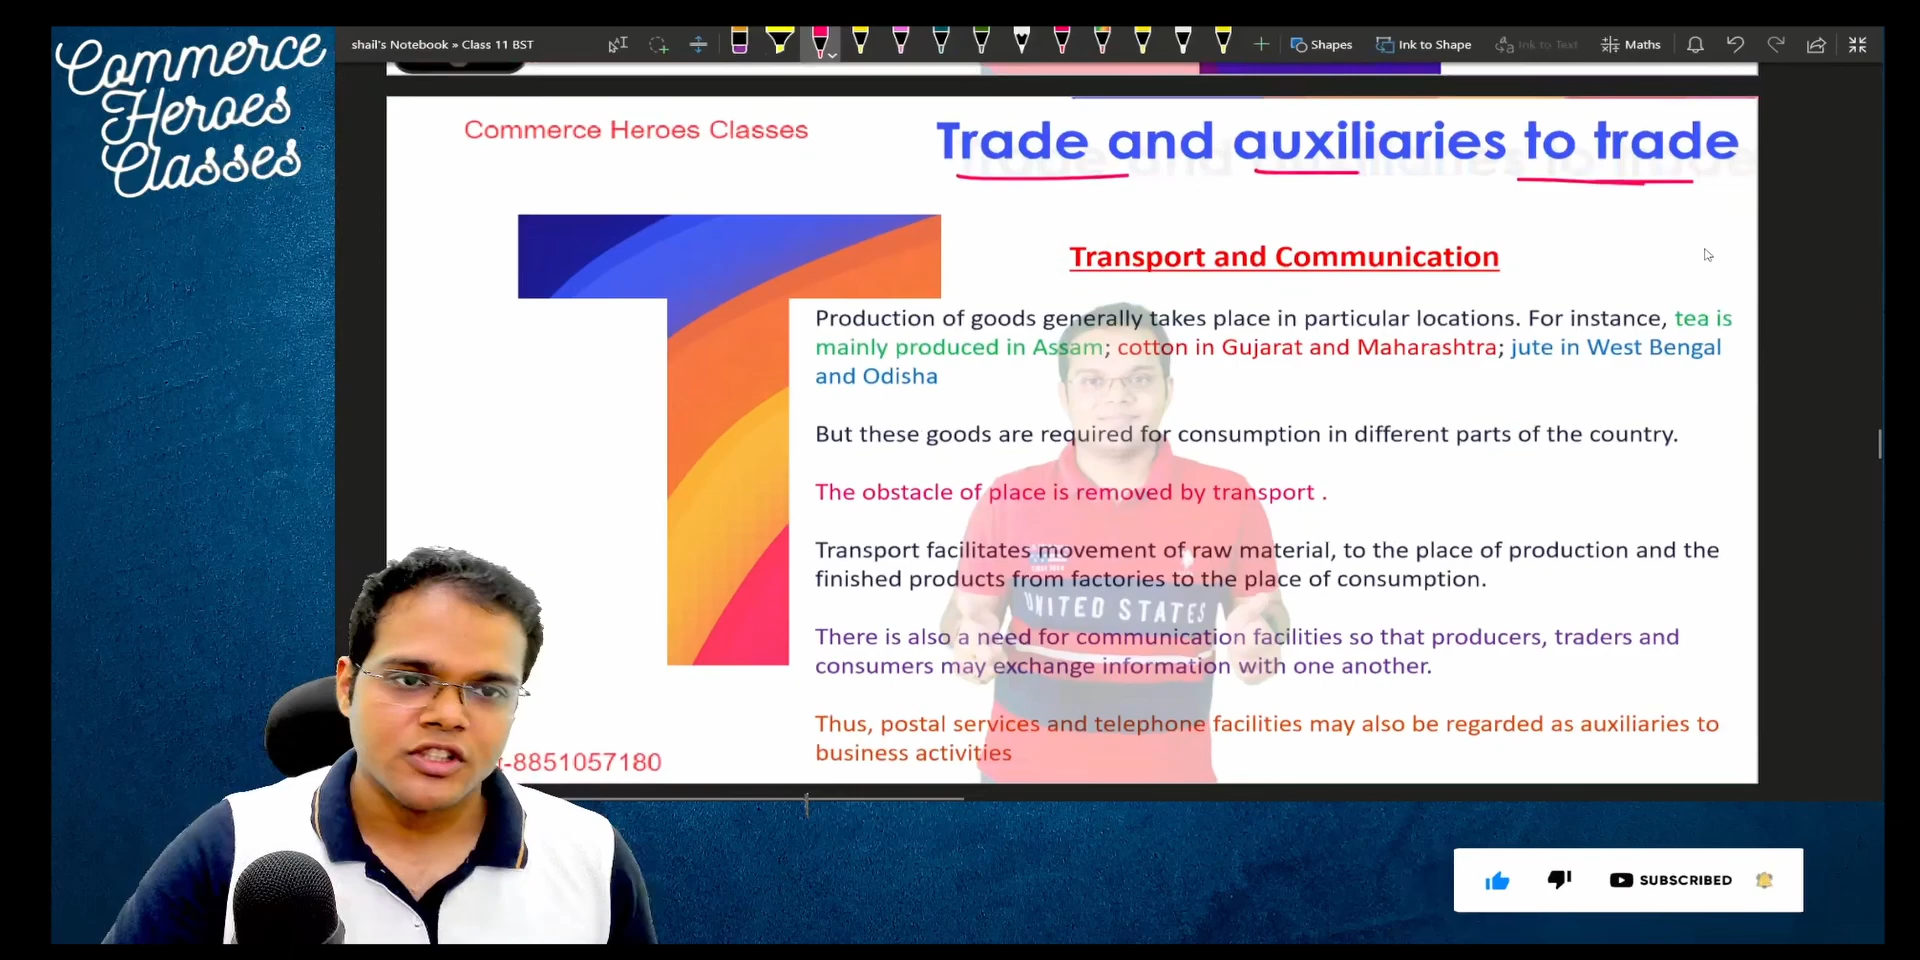 Commerce
Heroes
Classes
shail's Notebook » Class 11 BST
Shapes
Ink to Shape
Ink to Text
Maths
Commerce Heroes Classes
Trade and auxiliaries to trade
Transport and Communication
Production of goods generally takes place in particular locations. For instance, tea is
mainly produced in Assam; cotton in Gujarat and Maharashtra; jute in West Bengal
and Odisha
But these goods are required for consumption in different parts of the country.
The obstacle of place is removed by transport .
Transport facilitates movement of raw material, to the place of production and the
finished products from factories to the place of consumption.
UNITED STATES
There is also a need for communication facilities so that producers, traders and
consumers may exchange information with one another.
Thus, postal services and telephone facilities may also be regarded as auxiliaries to
business activities
-8851057180
SUBSCRIBED